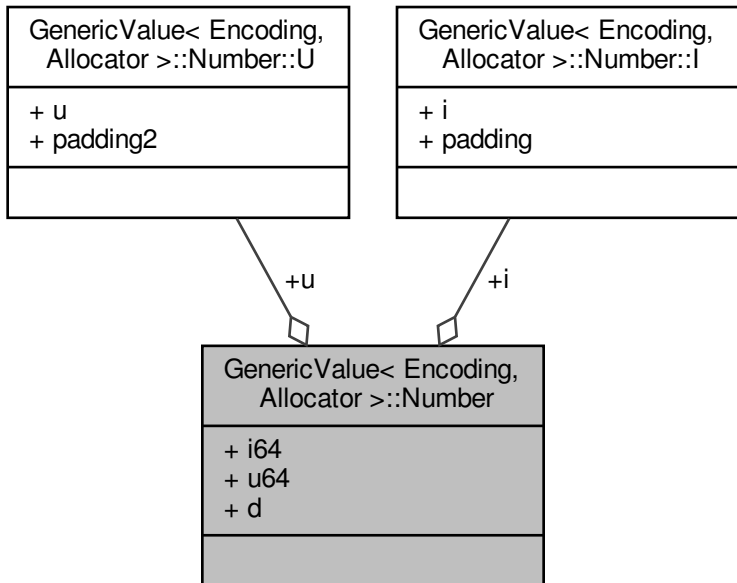 GenericValue< Encoding,
Allocator >::Number::U
+ u
+ padding2
GenericValue< Encoding,
Allocator >::Number::I
+ i
+ padding
+u
+i
GenericValue< Encoding,
Allocator >::Number
+ i64
+ u64
+ d